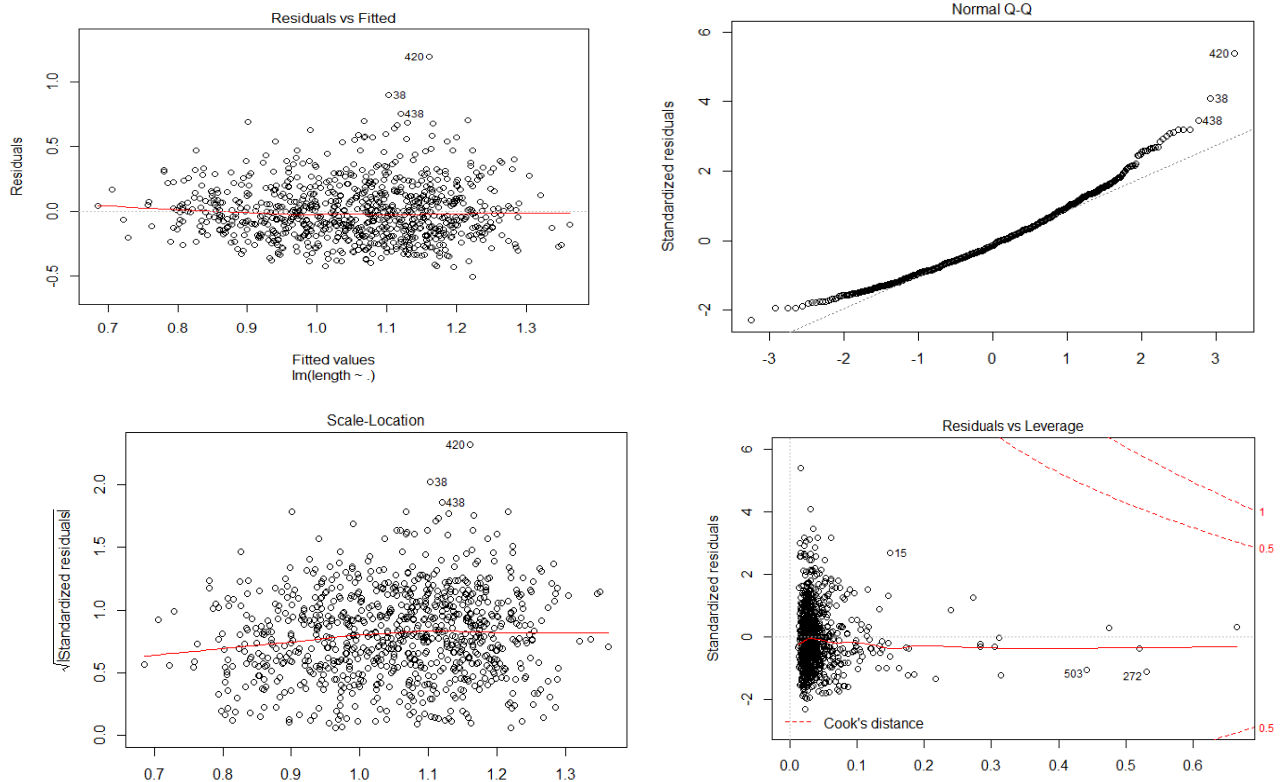 Residuals vs Fitted
Residuals
1.0
0.5
0.0
-0.5
420
38
438
0.7 0.8 0.9 1.0 1.1 1.2 1.3
Fitted values
lm(length ~ .)
Normal Q-Q
Standardized residuals
6
4
2
0
-2
420
38
438
-3 -2 -1 0 1 2 3
Scale-Location
√|Standardized residuals|
2.0
1.5
1.0
0.5
0.0
420
38
438
0.7 0.8 0.9 1.0 1.1 1.2 1.3
Residuals vs Leverage
Standardized residuals
6
4
2
0
-2
15
503
272
1
0.5
0.5
Cook's distance
0.0 0.1 0.2 0.3 0.4 0.5 0.6